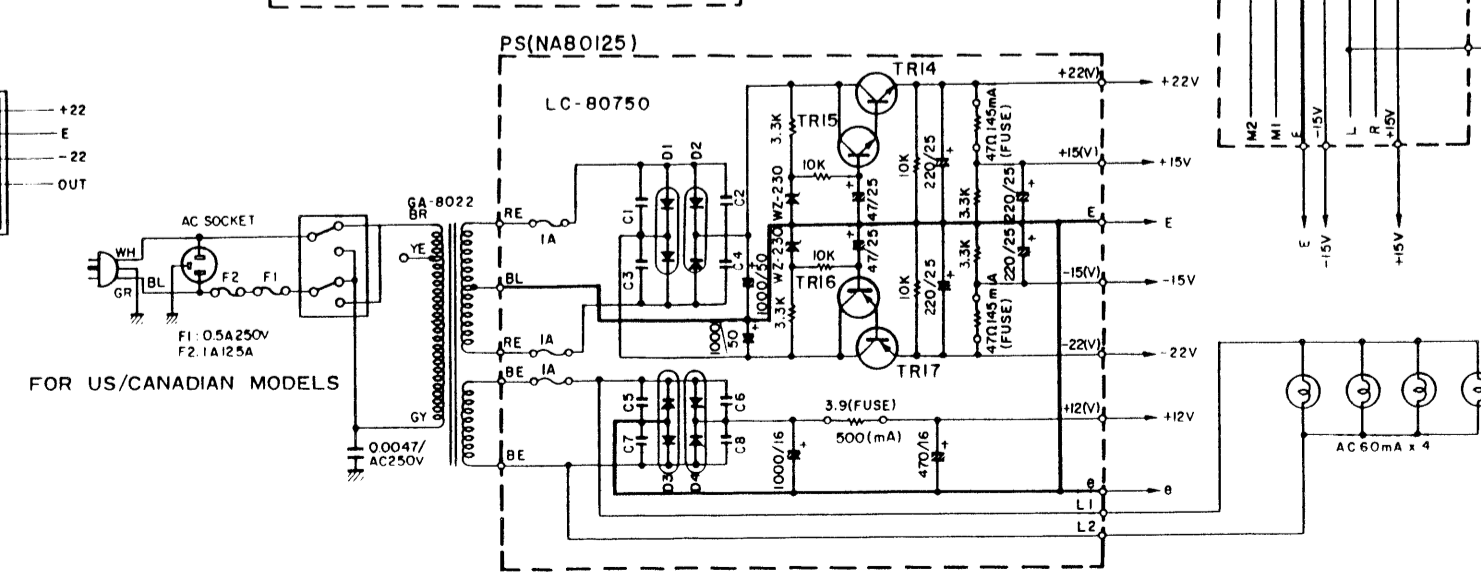 PS(NA80125)
LC-80750
+22
E
-22
OUT
AC SOCKET
WH
GR
BL
F2
F1
F1: 0.5A250V
F2. 1A125A
FOR US/CANADIAN MODELS
GA-8022
BR
YE
GY
0.0047/
AC250V
RE
1A
BL
RE
1A
BE
1A
BE
C1
D1
D2
C2
C3
C4
1000/50
1000/
50
3.3K
TR14
TR15
10K
WZ-230
47/25
WZ-230
10K
47/25
TR16
3.3K
TR17
10K
220/25
10K
220/25
47Ω145mA
(FUSE)
3.3K
220/25
3.3K
220/25
47Ω145mA
(FUSE)
+22(V)
+22V
+15(V)
+15V
E
E
-15(V)
-15V
-22(V)
-22V
C5
C6
C7
C8
D3
D4
1000/16
3.9(FUSE)
500(mA)
470/16
+12(V)
+12V
θ
θ
L1
L2
M2
M1
E
-15V
L
R
+15V
E
-15V
+15V
AC60mA x 4